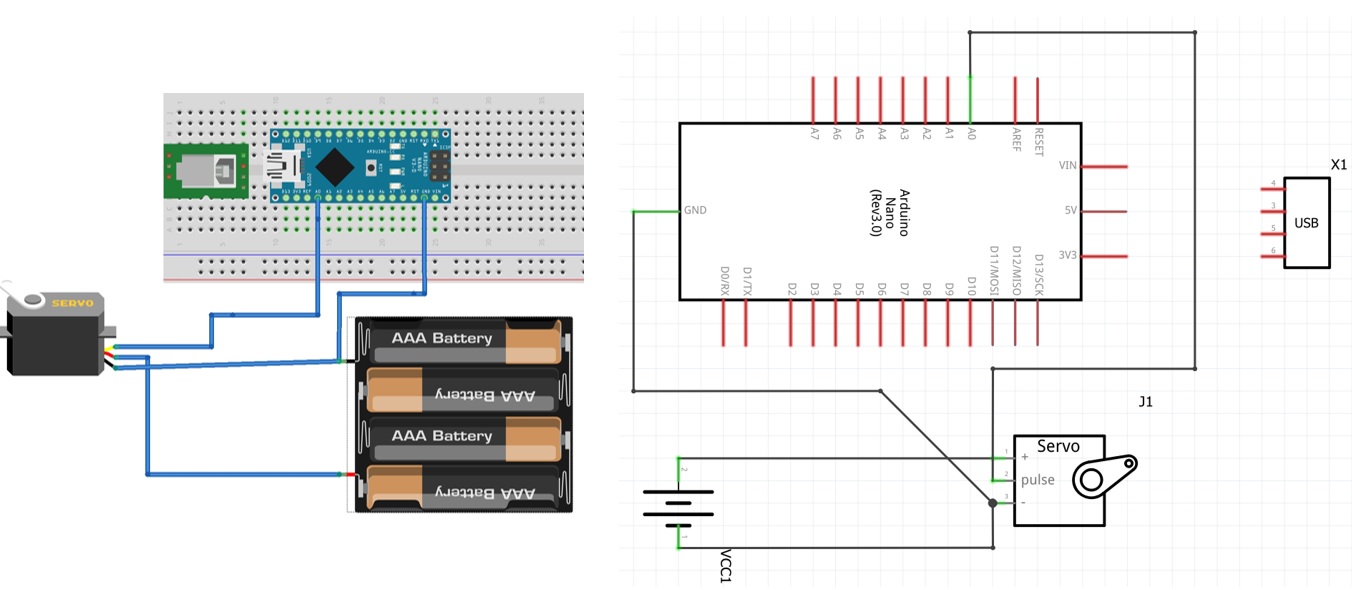 SERVO
AAA Battery
AAA Battery
AAA Battery
AAA Battery
A7
A6
A5
A4
A3
A2
A1
A0
AREF
RESET
VIN
5V
3V3
GND
Arduino
Nano
(Rev3.0)
D0/RX
D1/TX
D2
D3
D4
D5
D6
D7
D8
D9
D10
D11/MOSI
D12/MISO
D13/SCK
X1
4
3
5
6
USB
J1
Servo
1
+
2
pulse
3
-
2
1
VCC1